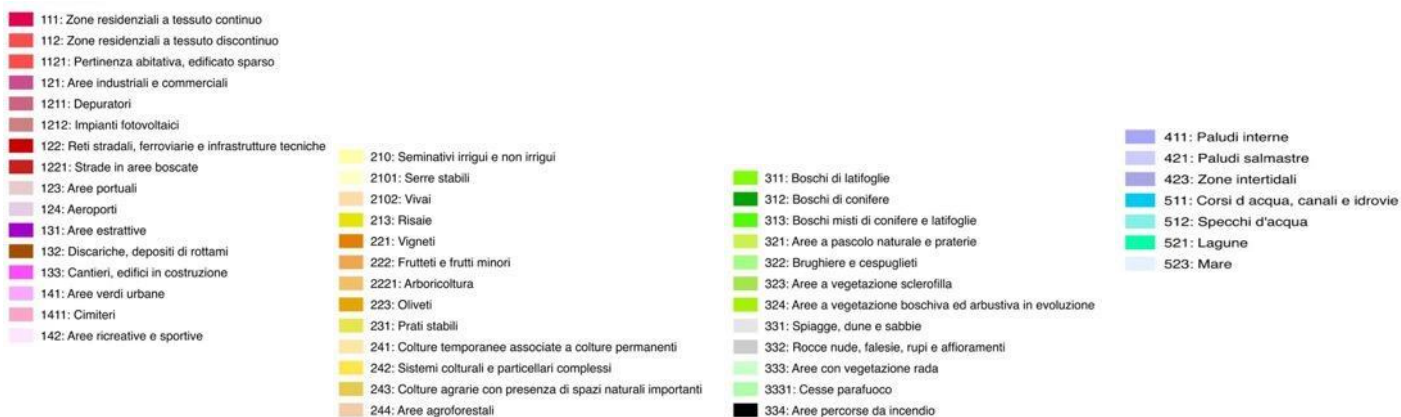 111: Zone residenziali a tessuto continuo
112: Zone residenziali a tessuto discontinuo
1121: Pertinenza abitativa, edificato sparso
121: Aree industriali e commerciali
1211: Depuratori
1212: Impianti fotovoltaici
122: Reti stradali, ferroviarie e infrastrutture tecniche
1221: Strade in aree boscate
123: Aree portuali
124: Aeroporti
131: Aree estrattive
132: Discariche, depositi di rottami
133: Cantieri, edifici in costruzione
141: Aree verdi urbane
1411: Cimiteri
142: Aree ricreative e sportive
210: Seminativi irrigui e non irrigui
2101: Serre stabili
2102: Vivai
213: Risaie
221: Vigneti
222: Frutteti e frutti minori
2221: Arboricoltura
223: Oliveti
231: Prati stabili
241: Colture temporanee associate a colture permanenti
242: Sistemi colturali e particellari complessi
243: Colture agrarie con presenza di spazi naturali importanti
244: Aree agroforestali
311: Boschi di latifoglie
312: Boschi di conifere
313: Boschi misti di conifere e latifoglie
321: Aree a pascolo naturale e praterie
322: Brughiere e cespuglieti
323: Aree a vegetazione sclerofilla
324: Aree a vegetazione boschiva ed arbustiva in evoluzione
331: Spiagge, dune e sabbie
332: Rocce nude, falesie, rupi e affioramenti
333: Aree con vegetazione rada
3331: Cesse parafuoco
334: Aree percorse da incendio
411: Paludi interne
421: Paludi salmastre
423: Zone intertidali
511: Corsi d acqua, canali e idrovie
512: Specchi d'acqua
521: Lagune
523: Mare